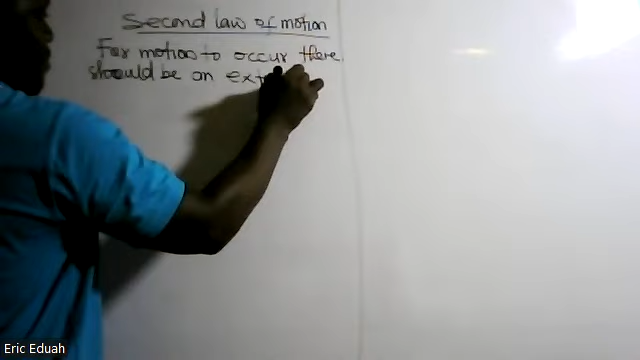 Second law of motion
For motion to occur there
should be an ext
Eric Eduah